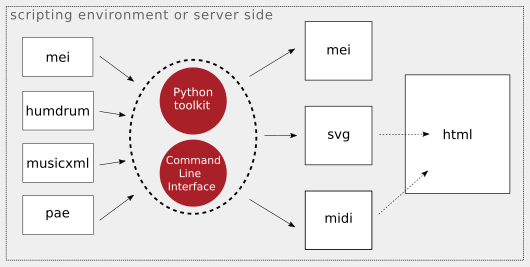 scripting environment or server side
mei
humdrum
musicxml
pae
Python
toolkit
Command
Line
Interface
mei
svg
midi
html